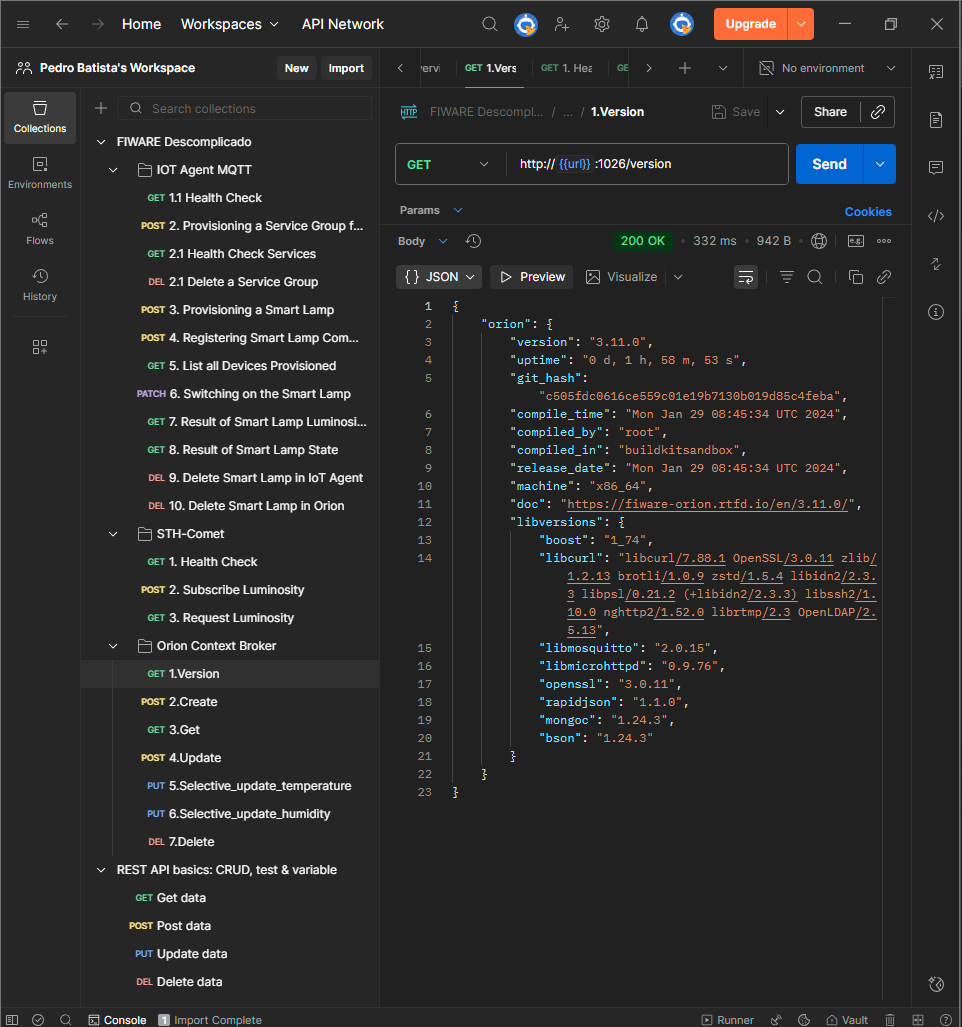 Home Workspaces API Network Upgrade
Pedro Batista's Workspace New Import
GET 1.Vers GET 1. Hea GE No environment
Collections
Environments
Flows
History
Search collections
FIWARE Descomplicado
IOT Agent MQTT
GET 1.1 Health Check
POST 2. Provisioning a Service Group f...
GET 2.1 Health Check Services
DEL 2.1 Delete a Service Group
POST 3. Provisioning a Smart Lamp
POST 4. Registering Smart Lamp Com...
GET 5. List all Devices Provisioned
PATCH 6. Switching on the Smart Lamp
GET 7. Result of Smart Lamp Luminosi...
GET 8. Result of Smart Lamp State
DEL 9. Delete Smart Lamp in IoT Agent
DEL 10. Delete Smart Lamp in Orion
STH-Comet
GET 1. Health Check
POST 2. Subscribe Luminosity
GET 3. Request Luminosity
Orion Context Broker
GET 1.Version
POST 2.Create
GET 3.Get
POST 4.Update
PUT 5.Selective_update_temperature
PUT 6.Selective_update_humidity
DEL 7.Delete
REST API basics: CRUD, test & variable
GET Get data
POST Post data
PUT Update data
DEL Delete data
HTTP FIWARE Descompl... / ... / 1.Version Save Share
GET http:// {{url}} :1026/version Send
Params Cookies
Body 200 OK • 332 ms • 942 B e.g.
{} JSON Preview Visualize
1 {
2 "orion": {
3 "version": "3.11.0",
4 "uptime": "0 d, 1 h, 58 m, 53 s",
5 "git_hash":
"c505fdc0616ce559c01e19b7130b019d85c4feba",
6 "compile_time": "Mon Jan 29 08:45:34 UTC 2024",
7 "compiled_by": "root",
8 "compiled_in": "buildkitsandbox",
9 "release_date": "Mon Jan 29 08:45:34 UTC 2024",
10 "machine": "x86_64",
11 "doc": "https://fiware-orion.rtfd.io/en/3.11.0/",
12 "libversions": {
13 "boost": "1_74",
14 "libcurl": "libcurl/7.88.1 OpenSSL/3.0.11 zlib/
1.2.13 brotli/1.0.9 zstd/1.5.4 libidn2/2.3.
3 libpsl/0.21.2 (+libidn2/2.3.3) libssh2/1.
10.0 nghttp2/1.52.0 librtmp/2.3 OpenLDAP/2.
5.13",
15 "libmosquitto": "2.0.15",
16 "libmicrohttpd": "0.9.76",
17 "openssl": "3.0.11",
18 "rapidjson": "1.1.0",
19 "mongoc": "1.24.3",
20 "bson": "1.24.3"
21 }
22 }
23 }
Console 1 Import Complete Runner Vault